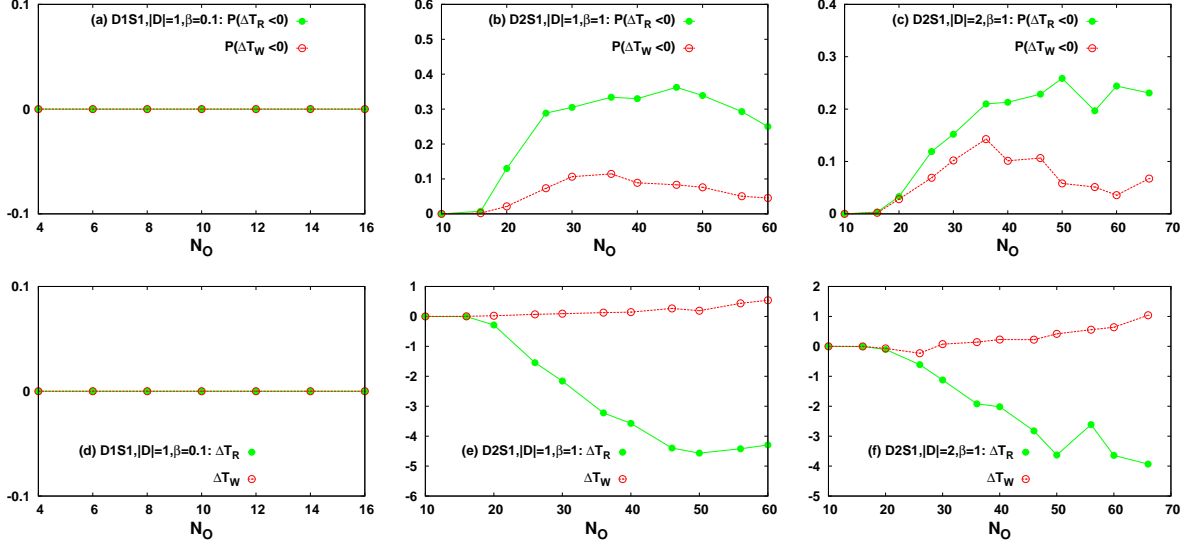 0.1
0
-0.1
4 6 8 10 12 14 16
N_O
(a) D1S1,|D|=1,β=0.1: P(ΔT_R <0)
P(ΔT_W <0)
0.6
0.5
0.4
0.3
0.2
0.1
0
10 20 30 40 50 60
N_O
(b) D2S1,|D|=1,β=1: P(ΔT_R <0)
P(ΔT_W <0)
0.4
0.3
0.2
0.1
0
10 20 30 40 50 60 70
N_O
(c) D2S1,|D|=2,β=1: P(ΔT_R <0)
P(ΔT_W <0)
0.1
0
-0.1
4 6 8 10 12 14 16
N_O
(d) D1S1,|D|=1,β=0.1: ΔT_R
ΔT_W
1
0
-1
-2
-3
-4
-5
-6
10 20 30 40 50 60
N_O
(e) D2S1,|D|=1,β=1: ΔT_R
ΔT_W
2
1
0
-1
-2
-3
-4
-5
10 20 30 40 50 60 70
N_O
(f) D2S1,|D|=2,β=1: ΔT_R
ΔT_W